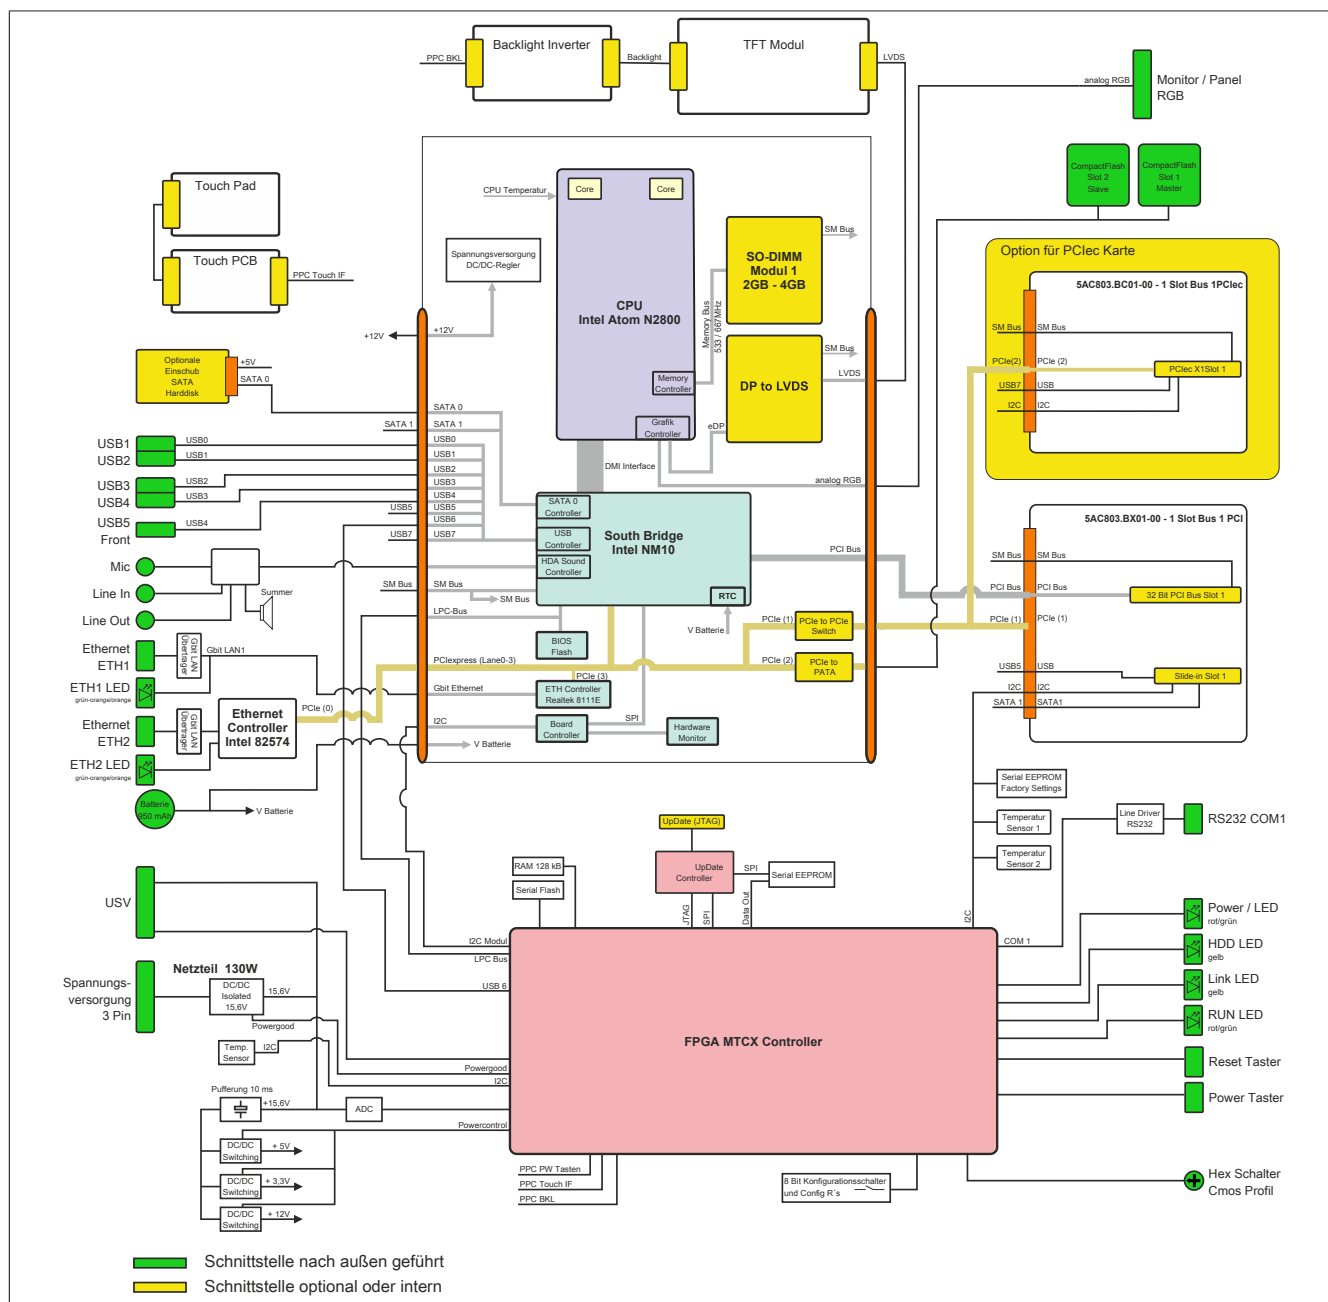 Backlight Inverter
TFT Modul
PPC BKL
Backlight
LVDS
analog RGB
Monitor / Panel
RGB
CompactFlash
Slot 2
Slave
CompactFlash
Slot 1
Master
Touch Pad
Touch PCB
PPC Touch IF
CPU Temperatur
Core
Core
Spannungsversorgung
DC/DC-Regler
CPU
Intel Atom N2800
Memory
Controller
Grafik
Controller
Memory Bus
533 / 667MHz
SO-DIMM
Modul 1
2GB - 4GB
SM Bus
DP to LVDS
SM Bus
LVDS
eDP
DMI Interface
analog RGB
Option für PCIec Karte
5AC803.BC01-00 - 1 Slot Bus 1PCIec
SM Bus
SM Bus
PCIe(2)
PCIe (2)
PCIec X1Slot 1
USB7
USB
I2C
I2C
+12V
+12V
Optionale
Einschub
SATA
Harddisk
+5V
SATA 0
SATA 0
SATA 1
SATA 1
USB1
USB2
USB0
USB1
USB3
USB4
USB2
USB3
USB5
Front
USB4
USB0
USB1
USB2
USB3
USB4
USB5
USB5
USB6
USB7
USB7
SATA 0
Controller
USB
Controller
HDA Sound
Controller
South Bridge
Intel NM10
RTC
PCI Bus
V Batterie
Mic
Line In
Line Out
Summer
SM Bus
SM Bus
SM Bus
LPC-Bus
BIOS
Flash
5AC803.BX01-00 - 1 Slot Bus 1 PCI
SM Bus
SM Bus
PCI Bus
PCI Bus
32 Bit PCI Bus Slot 1
PCIe (1)
PCIe (1)
USB5
USB
Slide-in Slot 1
I2C
I2C
SATA 1
SATA1
PCIe (1)
PCIe to PCIe
Switch
PCIe (2)
PCIe to
PATA
Ethernet
ETH1
Gbit LAN
Übertrager
Gbit LAN1
ETH1 LED
grün-orange/orange
Ethernet
ETH2
Gbit LAN
Übertrager
Ethernet
Controller
Intel 82574
PCIe (0)
ETH2 LED
grün-orange/orange
PCIexpress (Lane0-3)
PCIe (3)
Gbit Ethernet
ETH Controller
Realtek 8111E
I2C
Board
Controller
SPI
Hardware
Monitor
V Batterie
Batterie
950 mAh
V Batterie
Serial EEPROM
Factory Settings
Temperatur
Sensor 1
Temperatur
Sensor 2
Line Driver
RS232
RS232 COM1
UpDate (JTAG)
UpDate
Controller
SPI
Serial EEPROM
RAM 128 kB
Serial Flash
JTAG
SPI
Data Out
I2C
USV
I2C Modul
LPC Bus
USB 6
COM 1
Power / LED
rot/grün
HDD LED
gelb
Link LED
gelb
RUN LED
rot/grün
Reset Taster
Power Taster
Spannungs-
versorgung
3 Pin
Netzteil 130W
DC/DC
Isolated
15,6V
15,6V
Powergood
Temp.
Sensor
I2C
FPGA MTCX Controller
Powergood
I2C
Pufferung 10 ms
+15,6V
ADC
Powercontrol
DC/DC
Switching
+ 5V
DC/DC
Switching
+ 3,3V
DC/DC
Switching
+ 12V
PPC PW Tasten
PPC Touch IF
PPC BKL
8 Bit Konfigurationsschalter
und Config R´s
Hex Schalter
Cmos Profil
Schnittstelle nach außen geführt
Schnittstelle optional oder intern